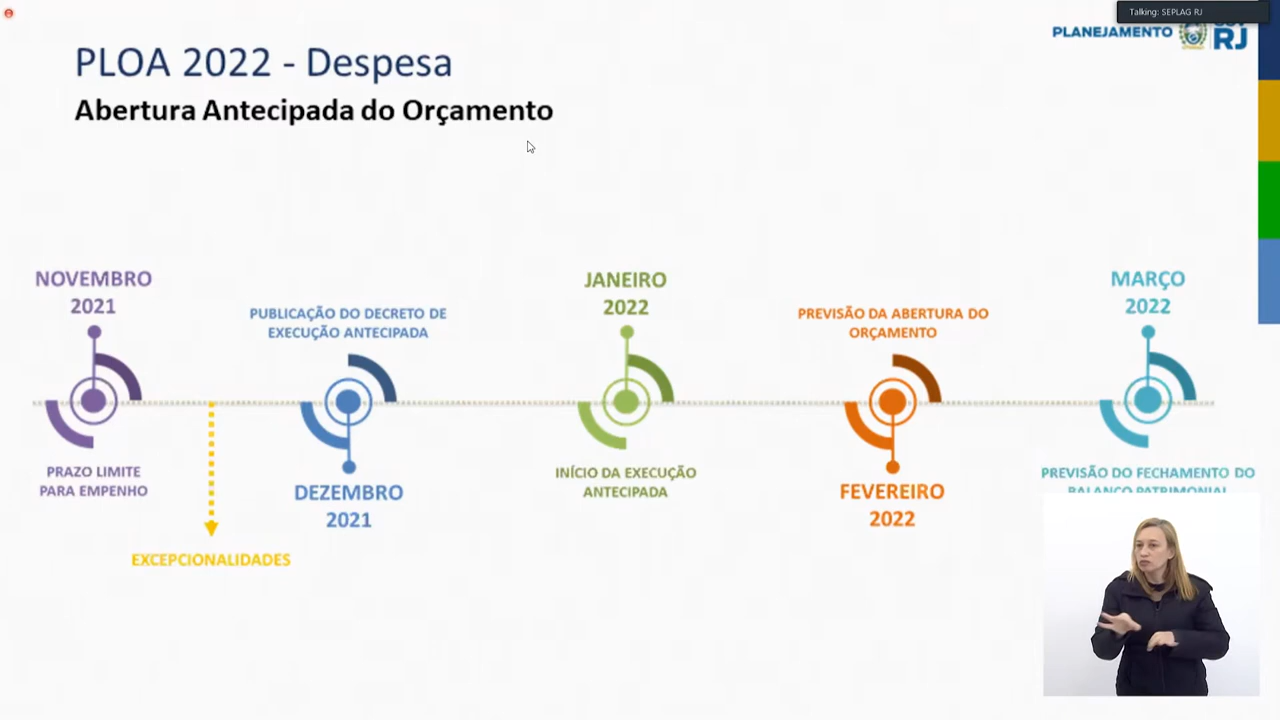 Talking: SEPLAG RJ
PLANEJAMENTO
RJ
PLOA 2022 - Despesa
Abertura Antecipada do Orçamento
NOVEMBRO
2021
PRAZO LIMITE
PARA EMPENHO
EXCEPCIONALIDADES
PUBLICAÇÃO DO DECRETO DE
EXECUÇÃO ANTECIPADA
DEZEMBRO
2021
JANEIRO
2022
INÍCIO DA EXECUÇÃO
ANTECIPADA
PREVISÃO DA ABERTURA DO
ORÇAMENTO
FEVEREIRO
2022
MARÇO
2022
PREVISÃO DO FECHAMENTO DO
BALANÇO PATRIMONIAL